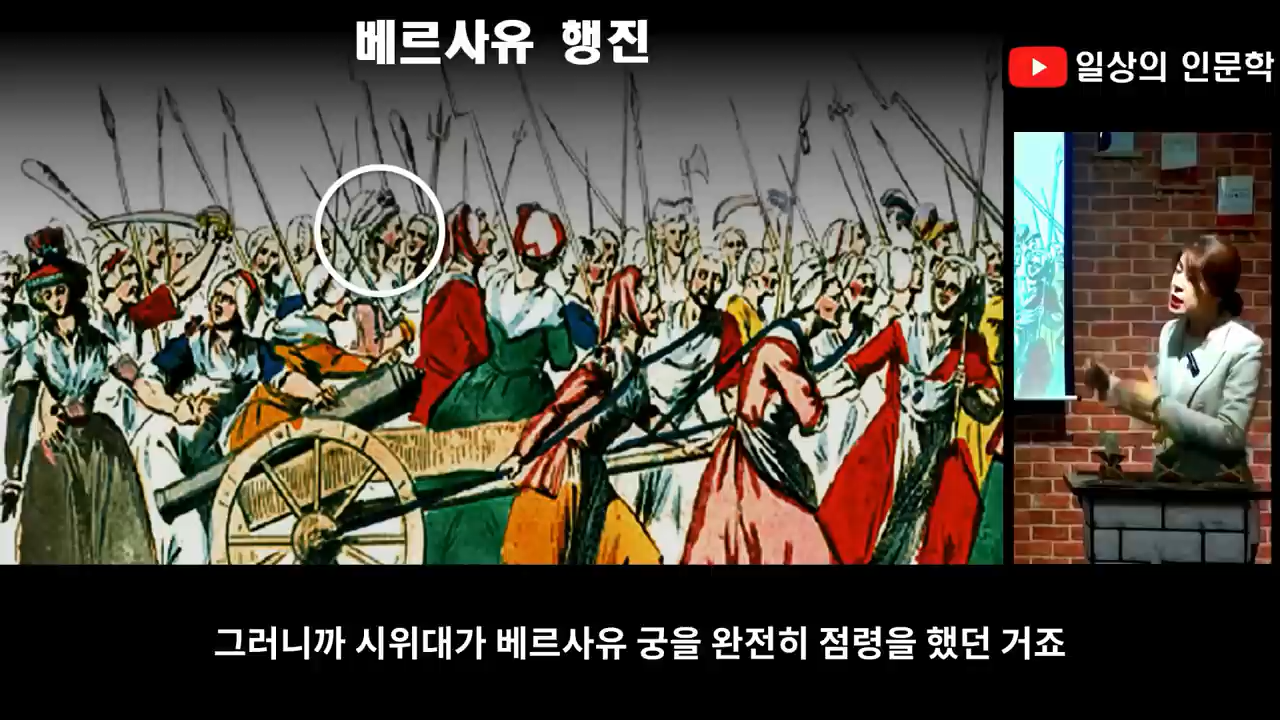 베르사유 행진
일상의 인문학
그러니까 시위대가 베르사유 궁을 완전히 점령을 했던 거죠